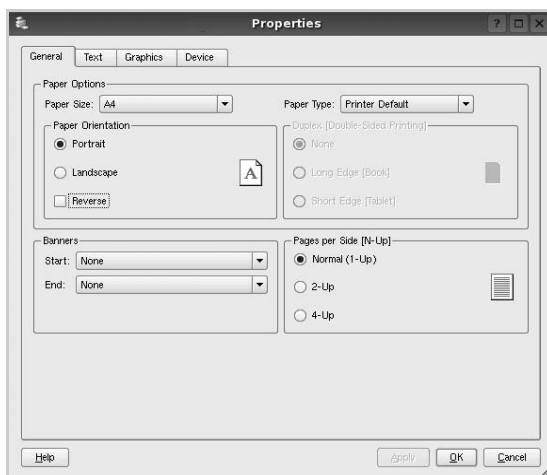 Properties
General Text Graphics Device
Paper Options
Paper Size: A4 Paper Type: Printer Default
Paper Orientation
Portrait
Landscape
Reverse
A
Duplex [Double-Sided Printing]
None
Long Edge [Book]
Short Edge [Tablet]
Banners
Start: None
End: None
Pages per Side [N-Up]
Normal (1-Up)
2-Up
4-Up
Help Apply OK Cancel